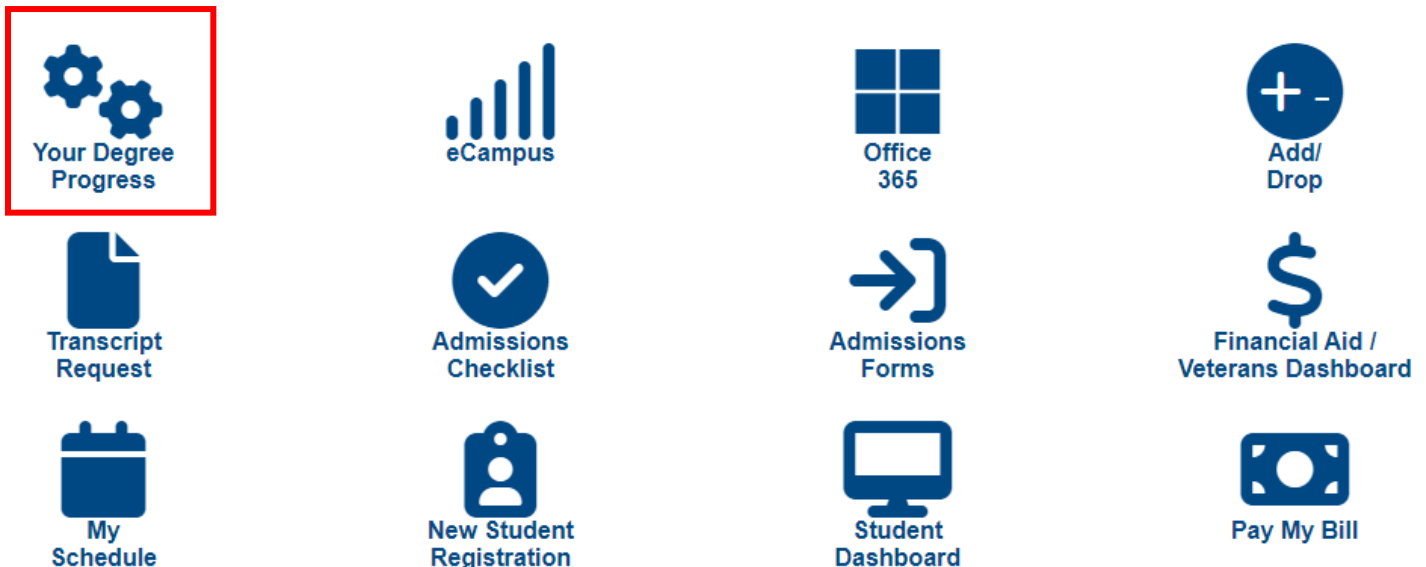 Your Degree
Progress
eCampus
Office
365
Add/
Drop
Transcript
Request
Admissions
Checklist
Admissions
Forms
Financial Aid /
Veterans Dashboard
My
Schedule
New Student
Registration
Student
Dashboard
Pay My Bill